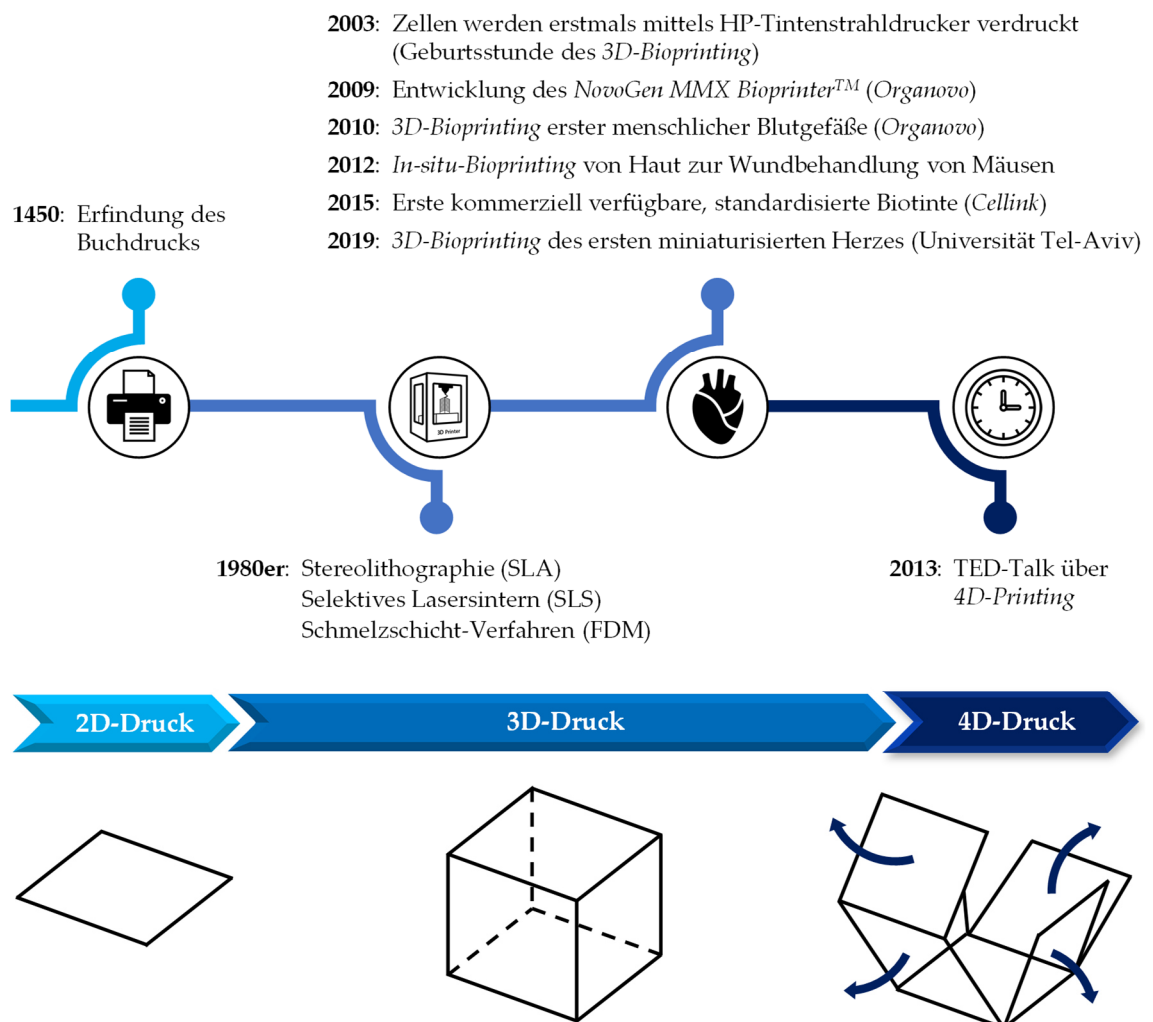 2003: Zellen werden erstmals mittels HP-Tintenstrahldrucker verdruckt
(Geburtsstunde des 3D-Bioprinting)
2009: Entwicklung des NovoGen MMX Bioprinter™ (Organovo)
2010: 3D-Bioprinting erster menschlicher Blutgefäße (Organovo)
2012: In-situ-Bioprinting von Haut zur Wundbehandlung von Mäusen
2015: Erste kommerziell verfügbare, standardisierte Biotinte (Cellink)
2019: 3D-Bioprinting des ersten miniaturisierten Herzes (Universität Tel-Aviv)
1450: Erfindung des
Buchdrucks
3D Printer
1980er: Stereolithographie (SLA)
Selektives Lasersintern (SLS)
Schmelzschicht-Verfahren (FDM)
2013: TED-Talk über
4D-Printing
2D-Druck
3D-Druck
4D-Druck